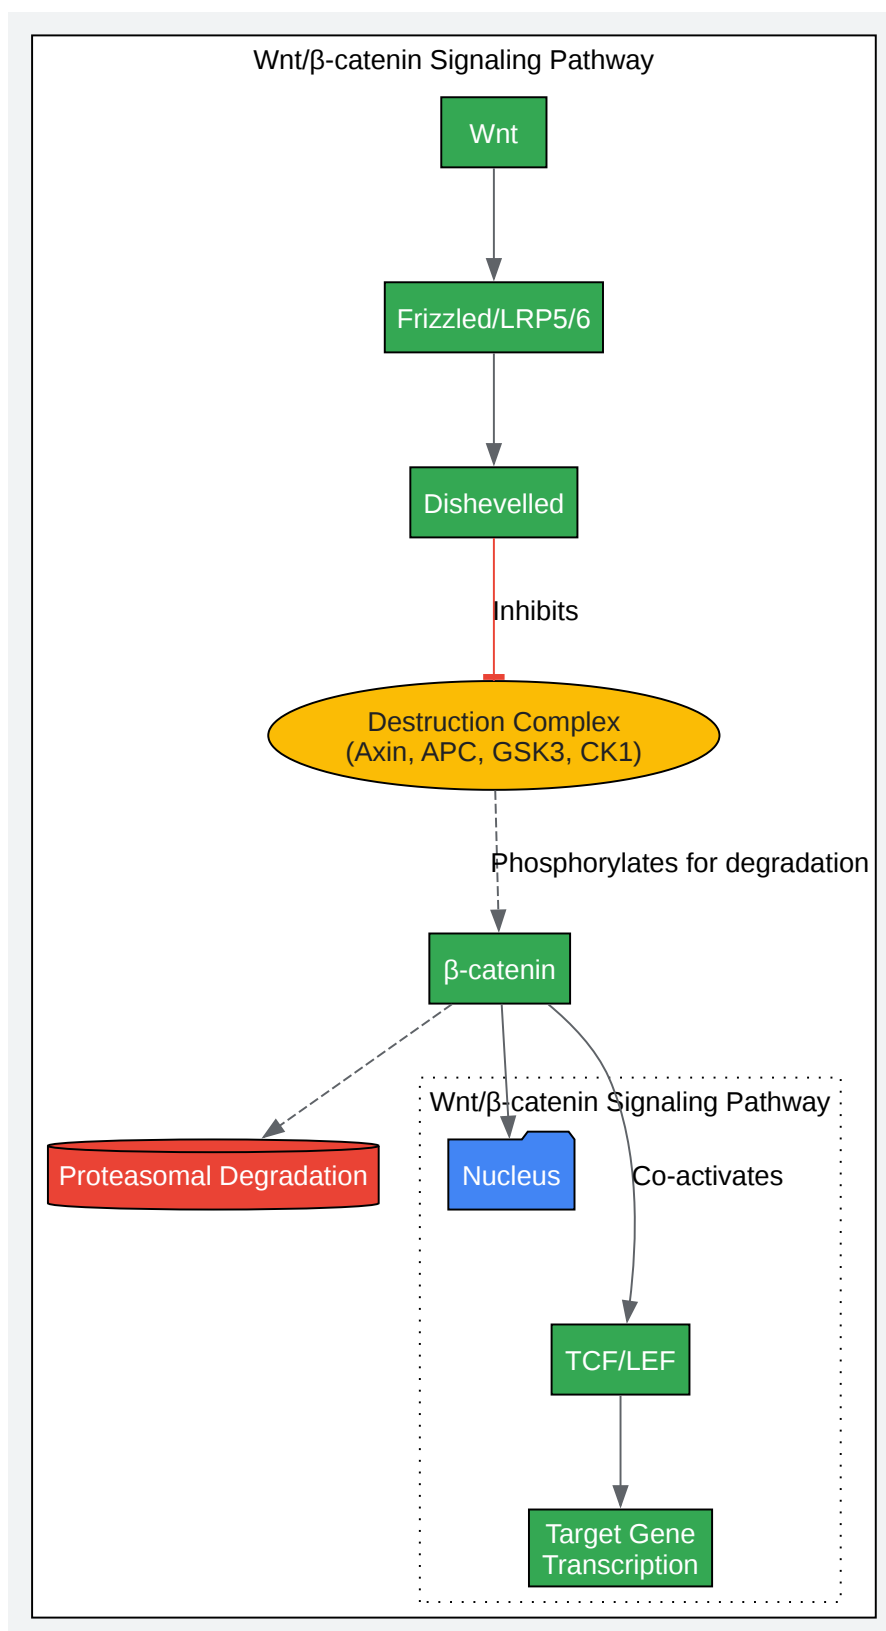 Wnt/β-catenin Signaling Pathway
Wnt
Frizzled/LRP5/6
Dishevelled
Inhibits
Destruction Complex
(Axin, APC, GSK3, CK1)
Phosphorylates for degradation
β-catenin
Wnt/β-catenin Signaling Pathway
Proteasomal Degradation
Nucleus
Co-activates
TCF/LEF
Target Gene
Transcription